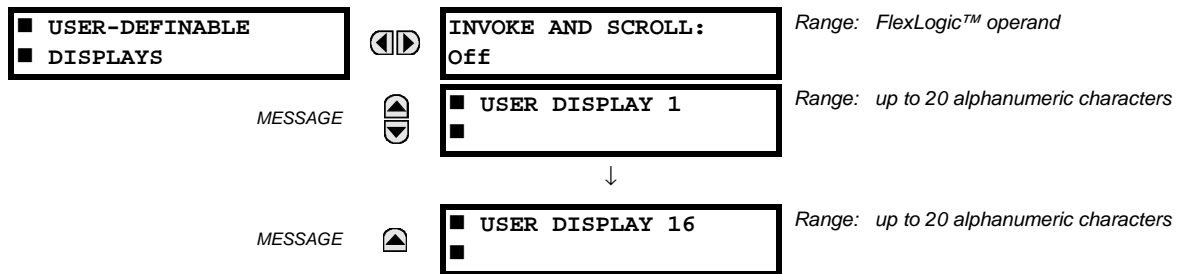 ■ USER-DEFINABLE
■ DISPLAYS
INVOKE AND SCROLL:
Off
Range: FlexLogic™ operand
MESSAGE
■ USER DISPLAY 1
■
Range: up to 20 alphanumeric characters
↓
MESSAGE
■ USER DISPLAY 16
■
Range: up to 20 alphanumeric characters